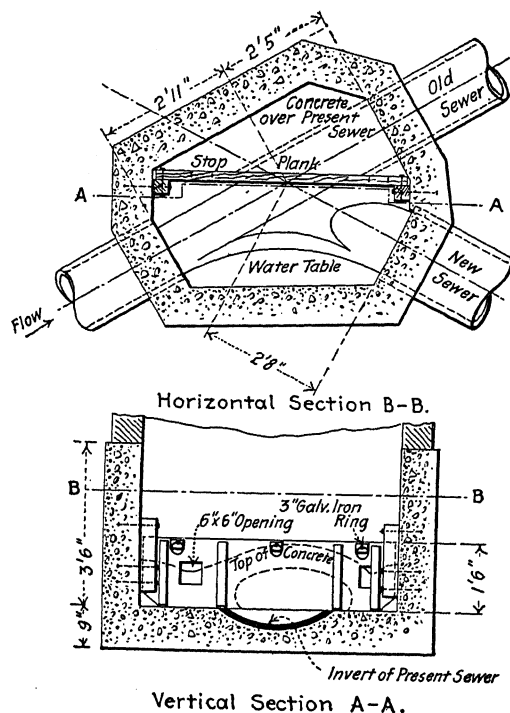 2'5"
2'11"
Concrete
over Present
Sewer
Old
Sewer
Stop Plank
A
A
Water Table
New
Sewer
Flow
2'8"
Horizontal Section B-B.
B
B
3" Galv. Iron
Ring
6"x6" Opening
Top of Concrete
3'6"
1'6"
9"
Invert of Present Sewer
Vertical Section A-A.